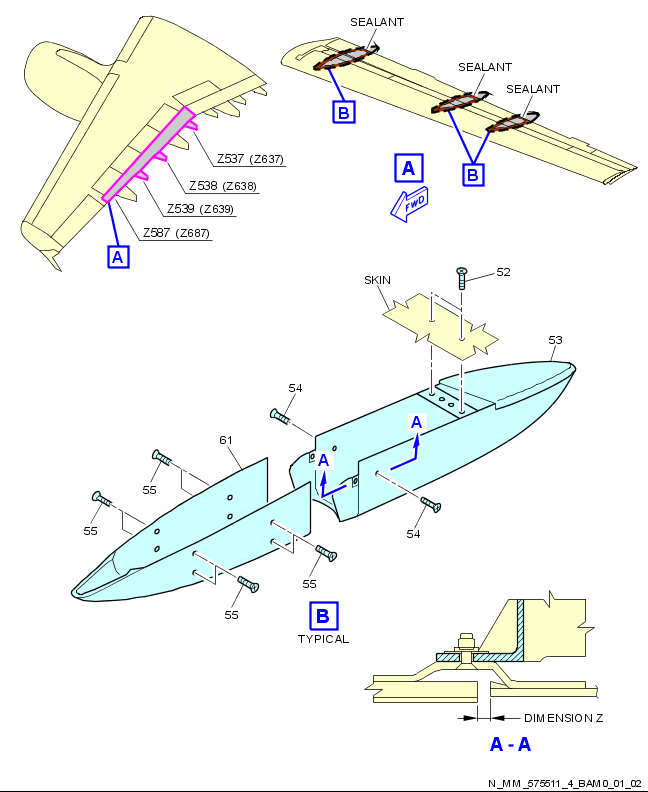 SEALANT
SEALANT
SEALANT
B
B
A
FWD
Z537 (Z637)
Z538 (Z638)
Z539 (Z639)
Z587 (Z687)
A
52
SKIN
53
54
A
61
A
55
55
54
55
55
B
TYPICAL
DIMENSION Z
A - A
N_MM_575511_4_BAM0_01_02